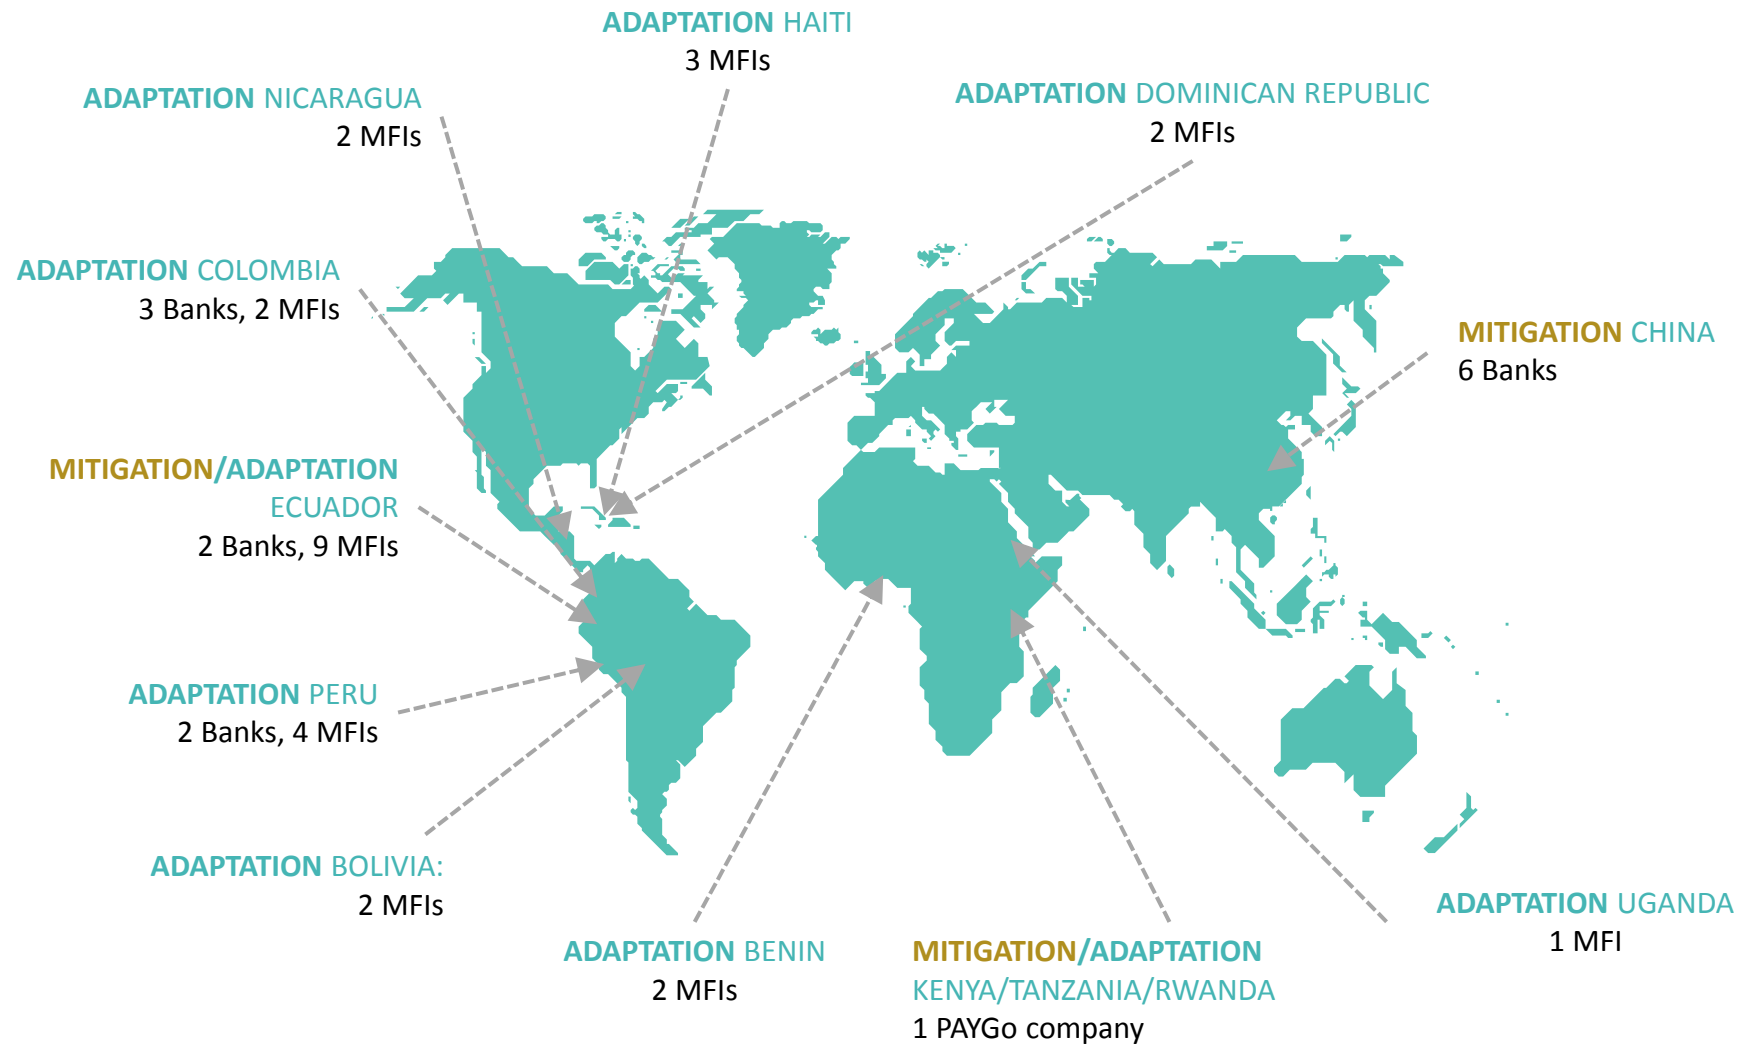 ADAPTATION HAITI
3 MFIs
ADAPTATION NICARAGUA
2 MFIs
ADAPTATION DOMINICAN REPUBLIC
2 MFIs
ADAPTATION COLOMBIA
3 Banks, 2 MFIs
MITIGATION CHINA
6 Banks
MITIGATION/ADAPTATION
ECUADOR
2 Banks, 9 MFIs
ADAPTATION PERU
2 Banks, 4 MFIs
ADAPTATION BOLIVIA:
2 MFIs
ADAPTATION BENIN
2 MFIs
MITIGATION/ADAPTATION
KENYA/TANZANIA/RWANDA
1 PAYGo company
ADAPTATION UGANDA
1 MFI